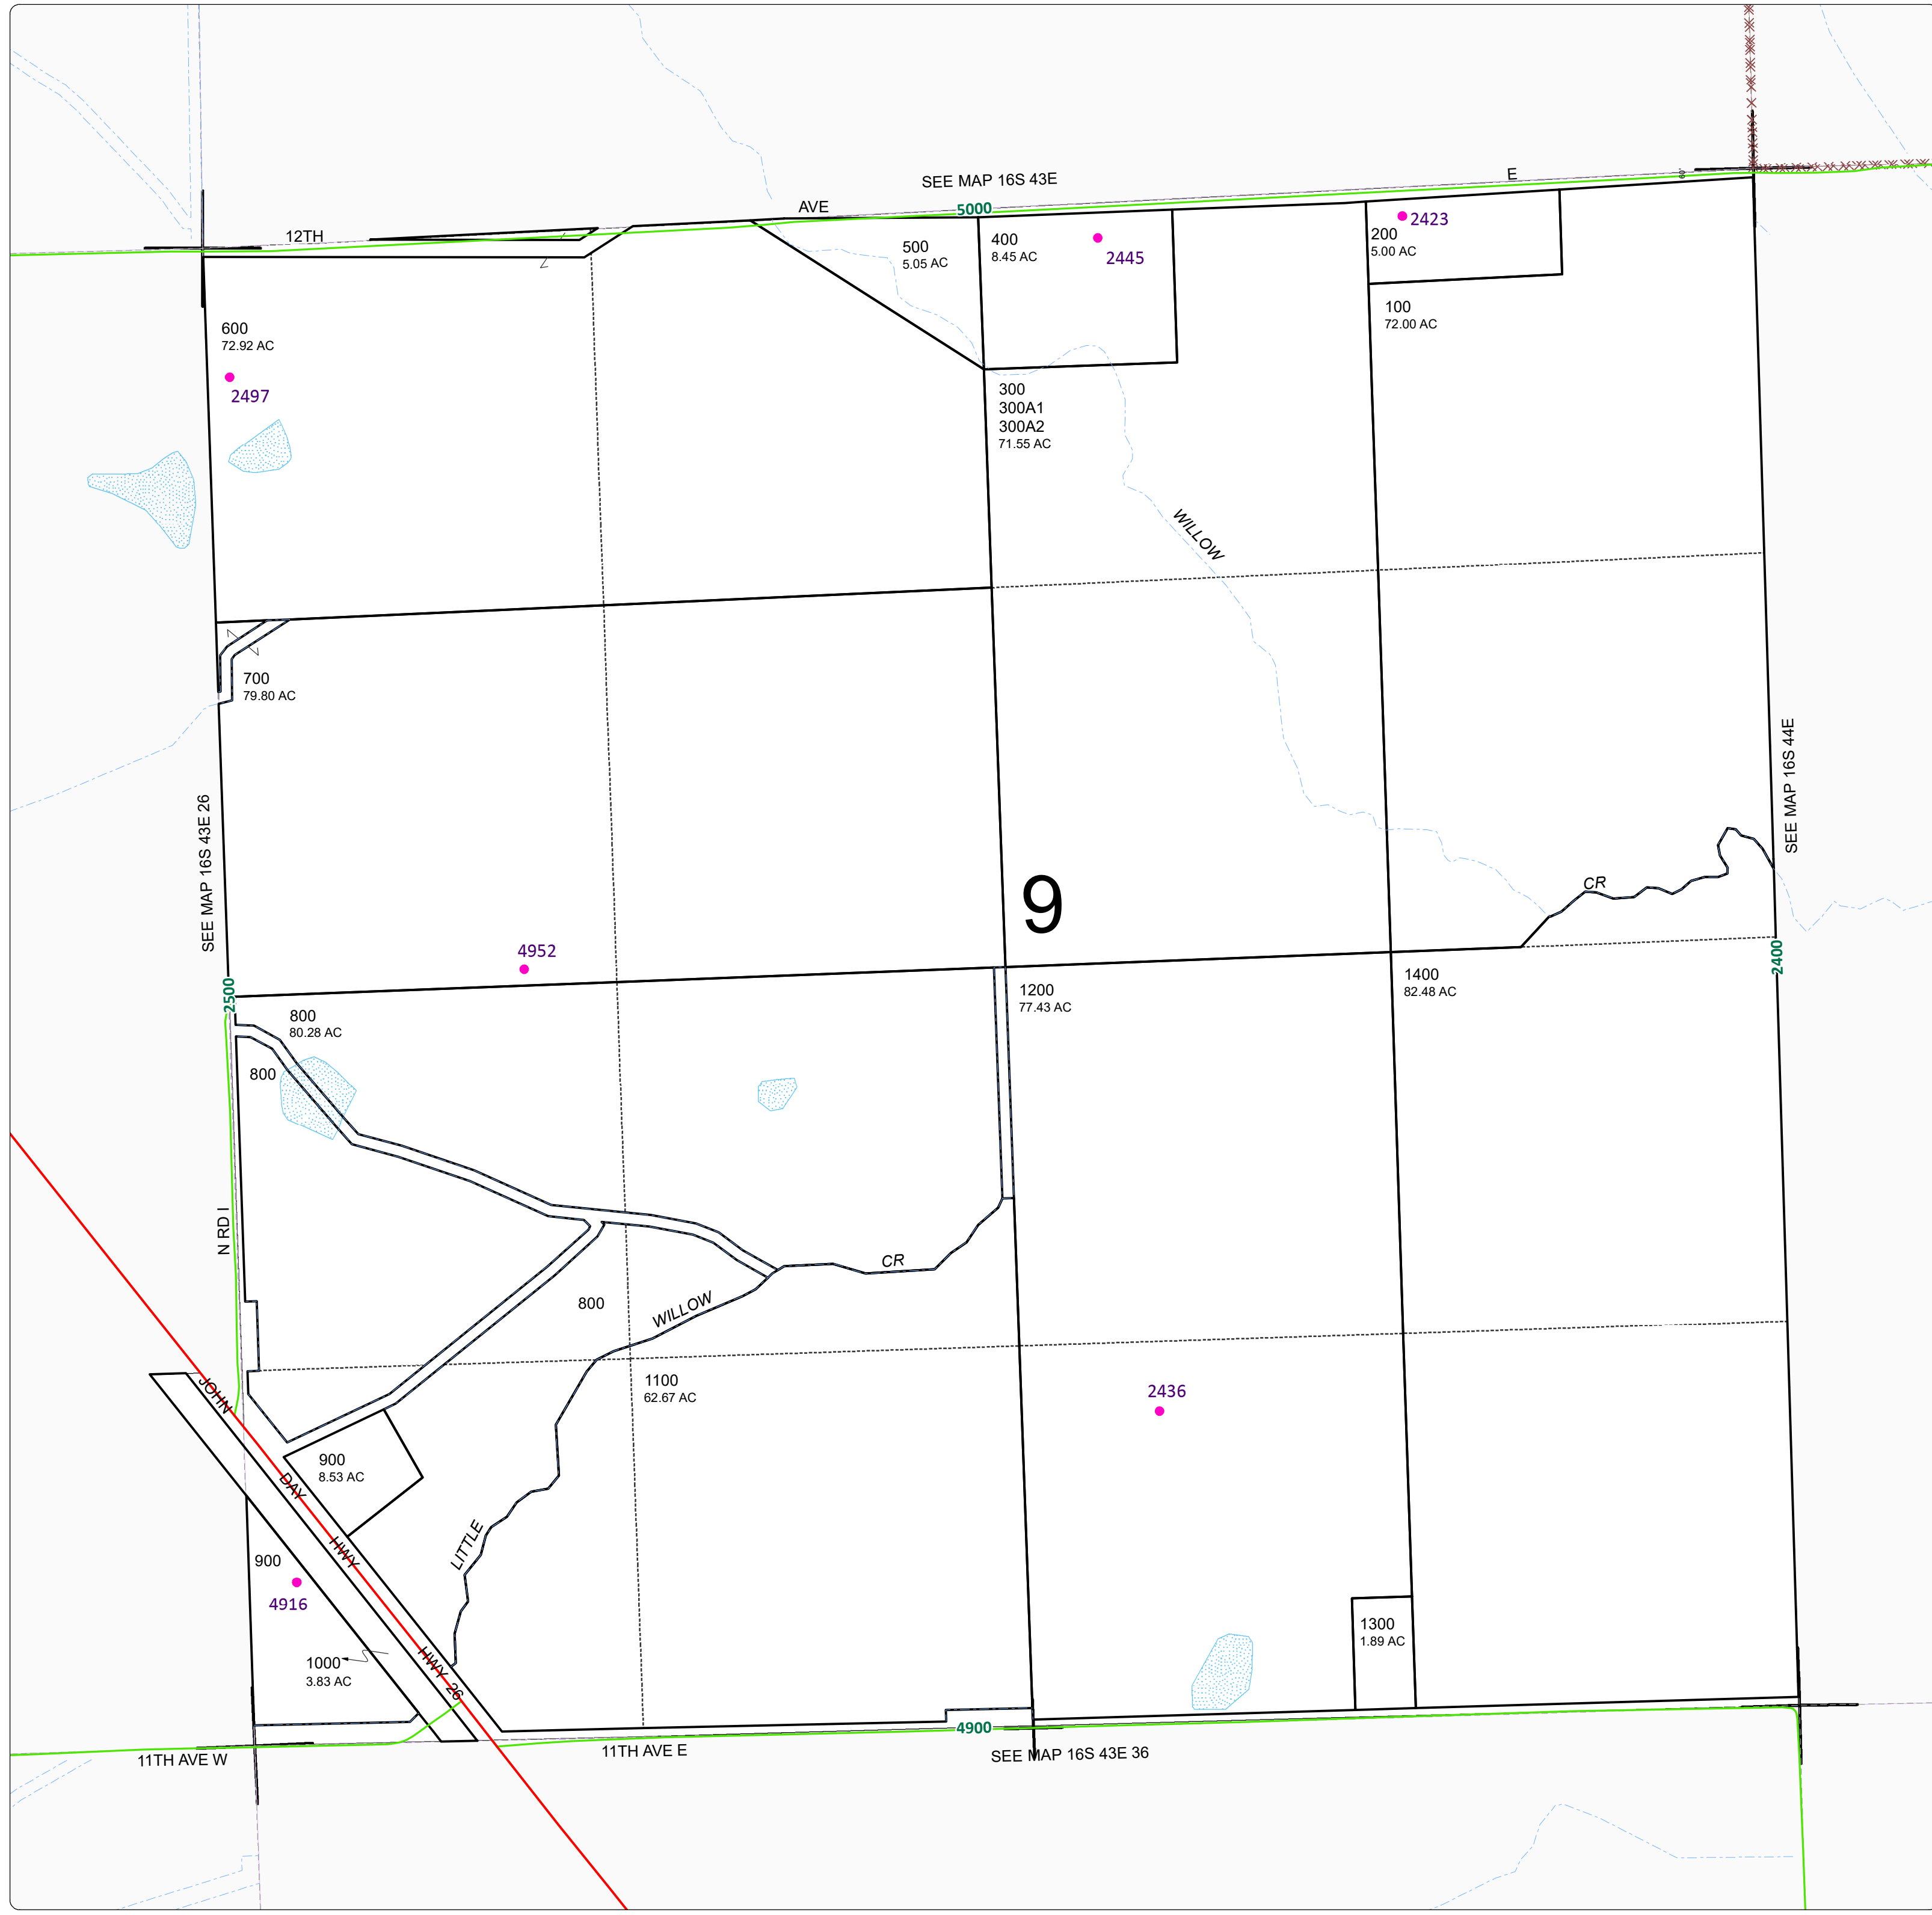 SEE MAP 16S 43E
E
12TH
AVE
5000
2423
200
5.00 AC
500
5.05 AC
400
8.45 AC
2445
100
72.00 AC
600
72.92 AC
2497
300
300A1
300A2
71.55 AC
WILLOW
700
79.80 AC
SEE MAP 16S 43E 26
SEE MAP 16S 44E
9
CR
4952
2500
2400
800
80.28 AC
1200
77.43 AC
1400
82.48 AC
800
N RD I
CR
800
WILLOW
1100
62.67 AC
2436
JOHN
DAY
HWY
HWY 26
900
8.53 AC
LITTLE
900
4916
1000
3.83 AC
1300
1.89 AC
4900
11TH AVE W
11TH AVE E
SEE MAP 16S 43E 36